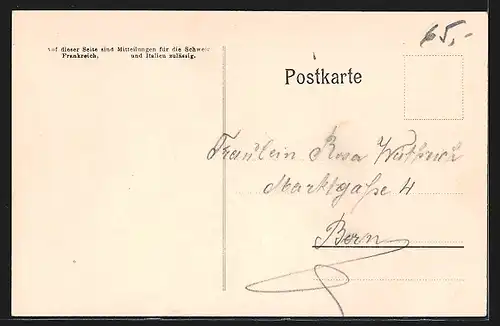 Auf dieser Seite sind Mitteilungen für die Schweiz
Frankreich, und Italien zulässig.
65,-
Postkarte
Fräulein Rosa
Marktgaße 4
Bern